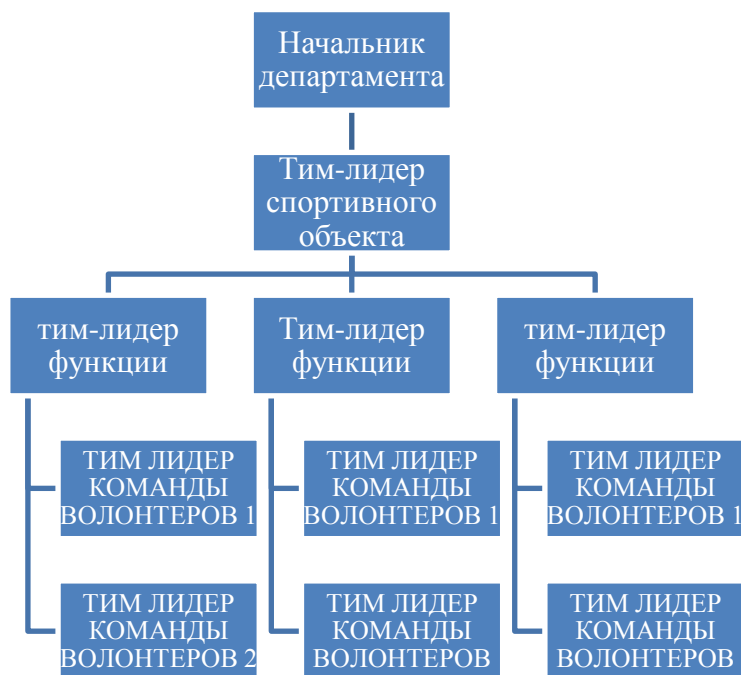 Начальник
департамента
Тим-лидер
спортивного
объекта
тим-лидер
функции
Тим-лидер
функции
тим-лидер
функции
ТИМ ЛИДЕР
КОМАНДЫ
ВОЛОНТЕРОВ 1
ТИМ ЛИДЕР
КОМАНДЫ
ВОЛОНТЕРОВ 1
ТИМ ЛИДЕР
КОМАНДЫ
ВОЛОНТЕРОВ 1
ТИМ ЛИДЕР
КОМАНДЫ
ВОЛОНТЕРОВ 2
ТИМ ЛИДЕР
КОМАНДЫ
ВОЛОНТЕРОВ
ТИМ ЛИДЕР
КОМАНДЫ
ВОЛОНТЕРОВ